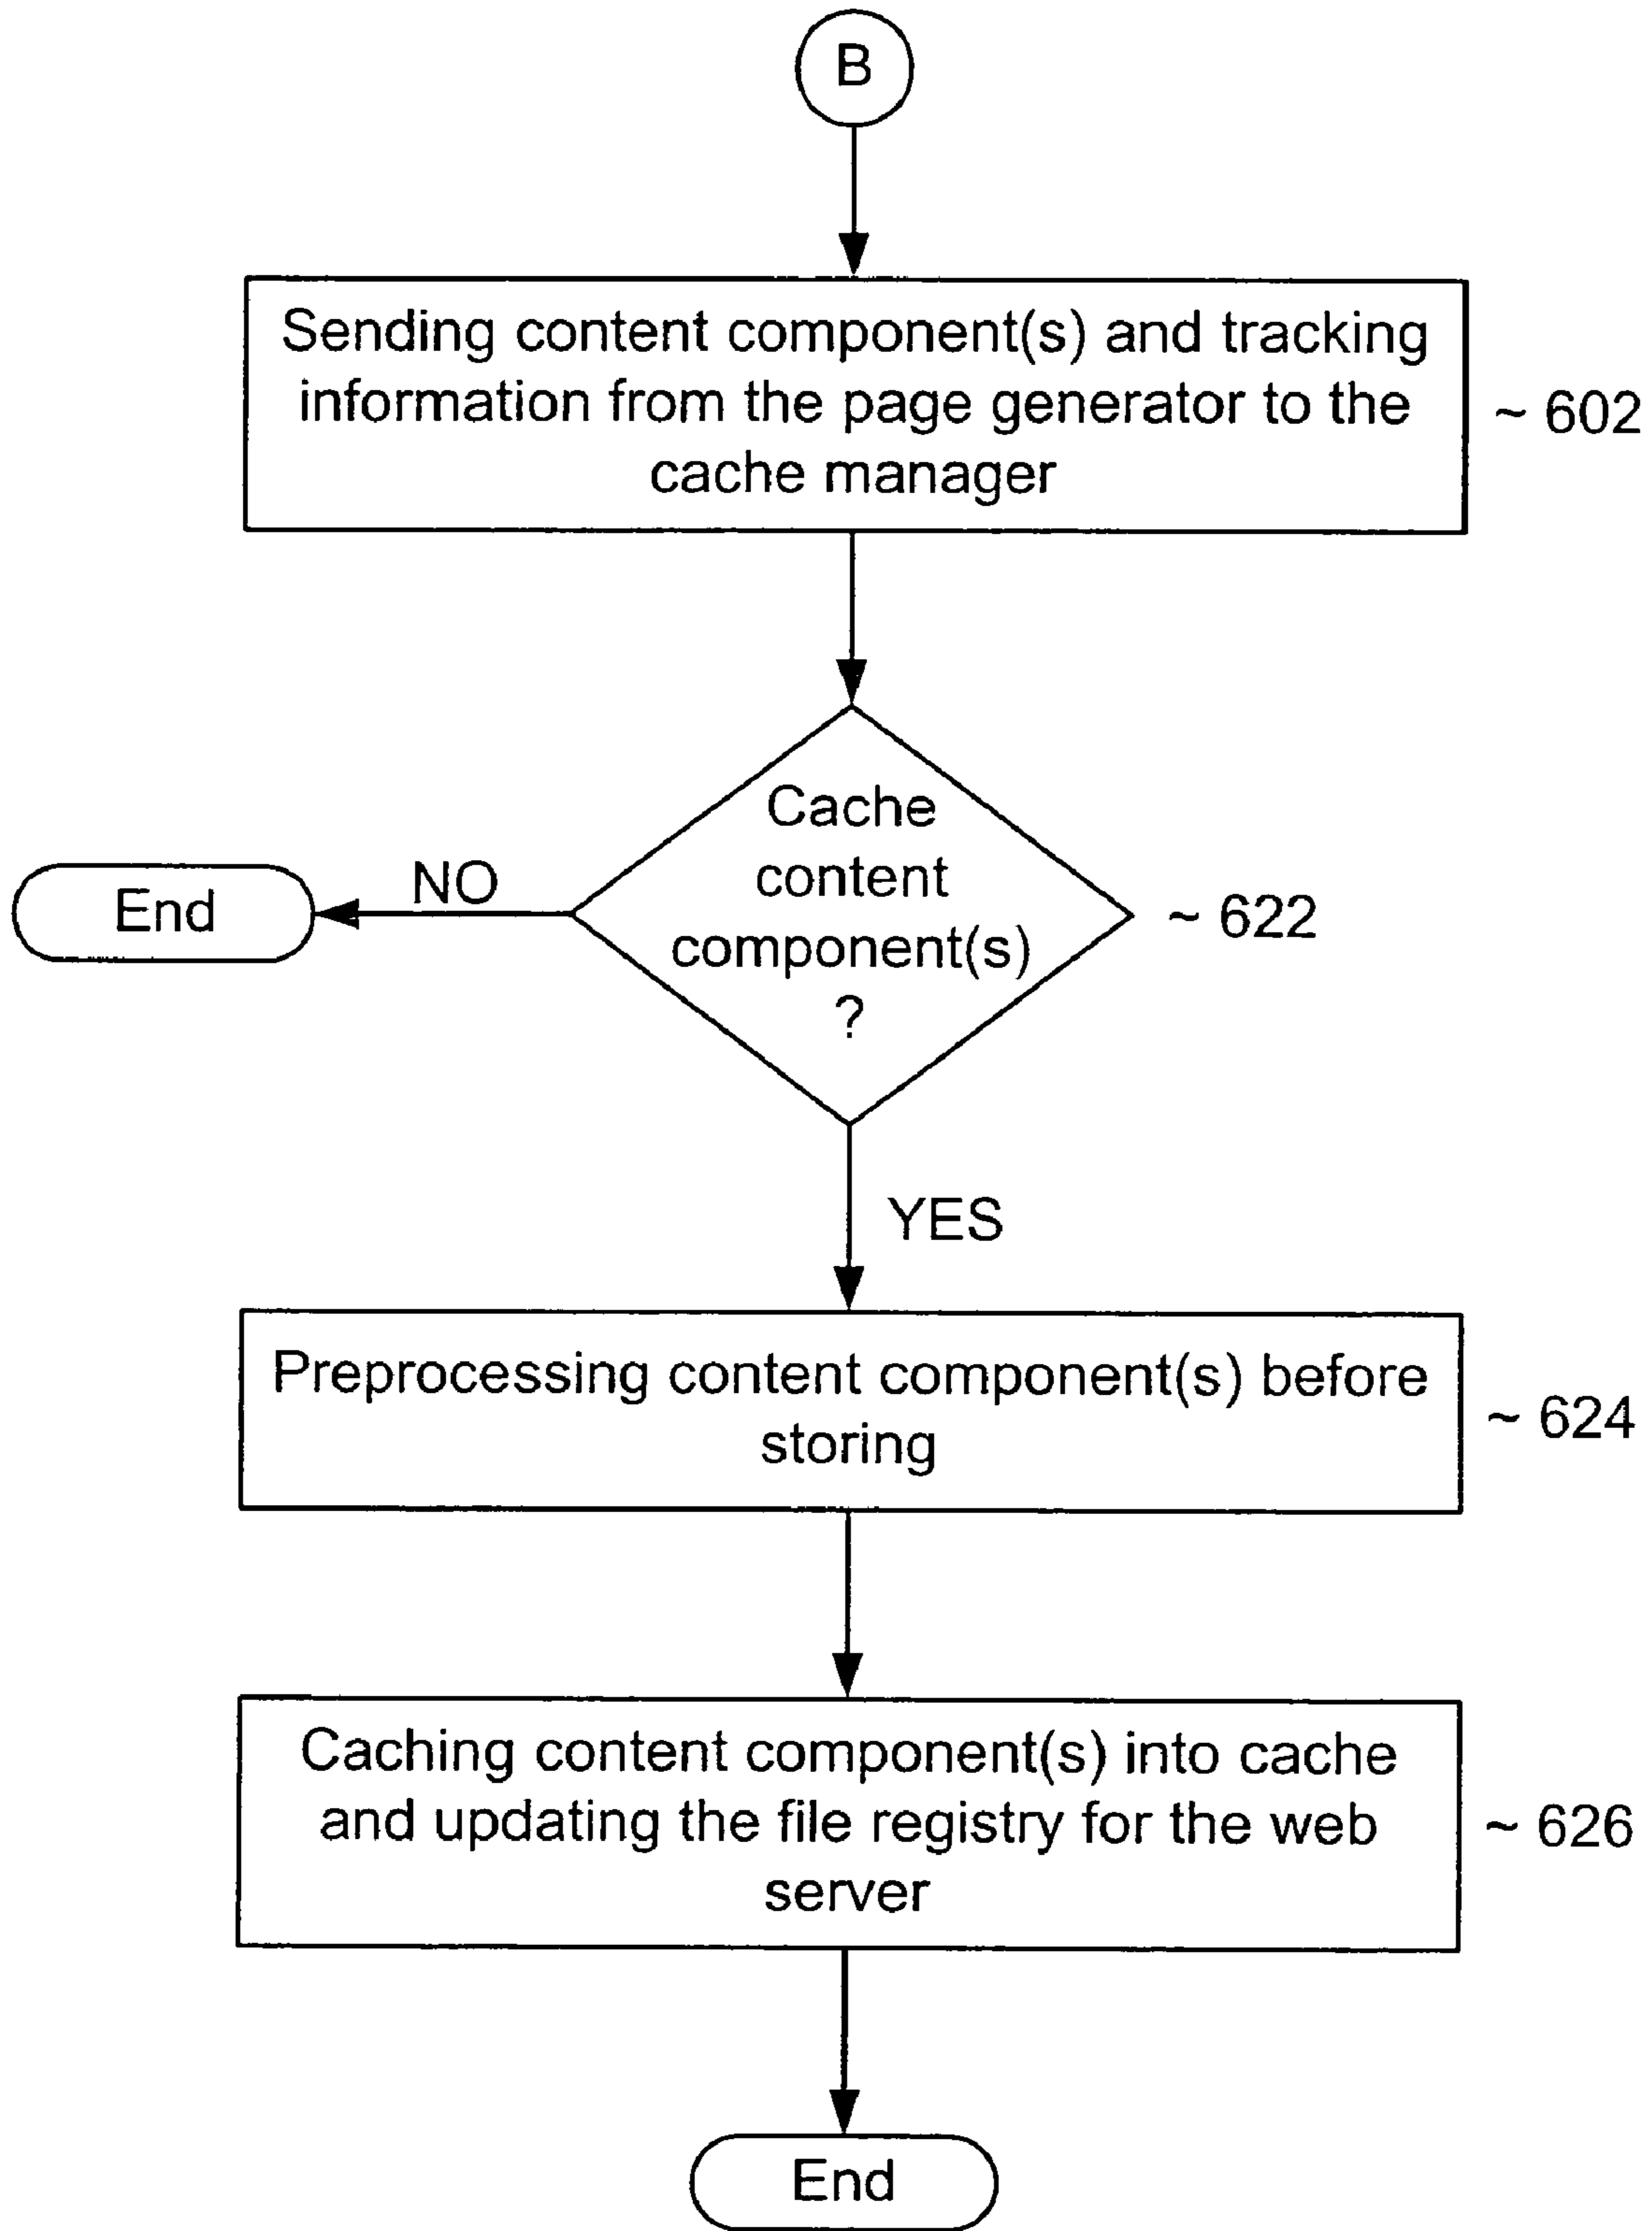 B
Sending content component(s) and tracking
information from the page generator to the
cache manager
~ 602
Cache
content
component(s)
?
~ 622
NO
End
YES
Preprocessing content component(s) before
storing
~ 624
Caching content component(s) into cache
and updating the file registry for the web
server
~ 626
End